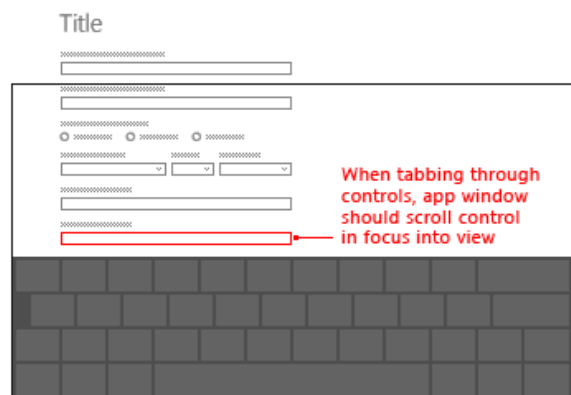 Title
When tabbing through
controls, app window
should scroll control
in focus into view